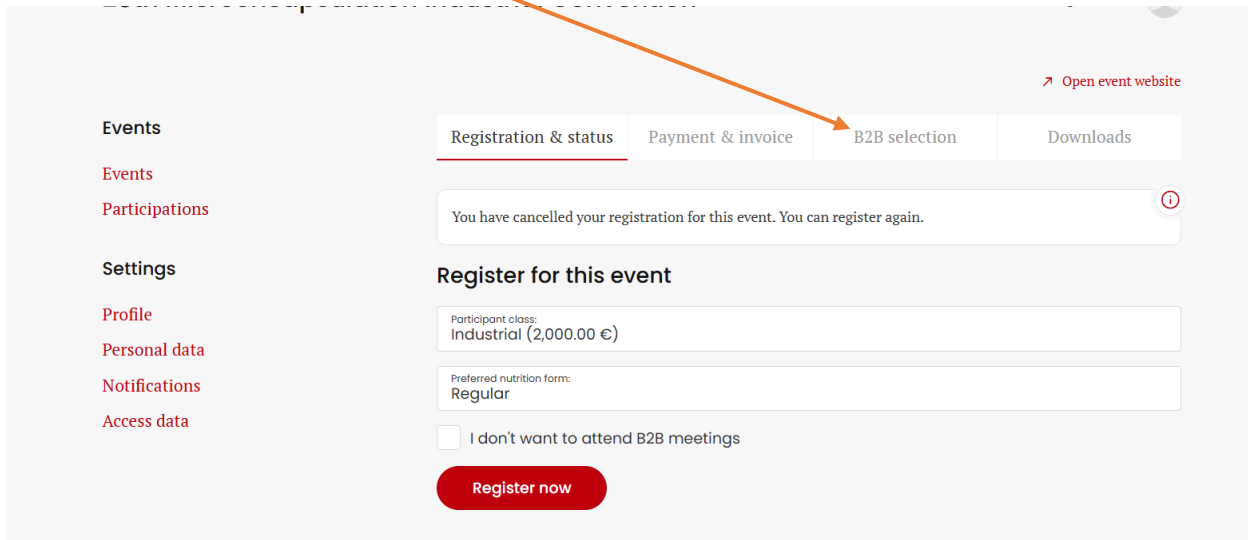 Open event website
Events
Events
Participations
Settings
Profile
Personal data
Notifications
Access data
Registration & status
Payment & invoice
B2B selection
Downloads
You have cancelled your registration for this event. You can register again.
Register for this event
Participant class:
Industrial (2,000.00 €)
Preferred nutrition form:
Regular
I don't want to attend B2B meetings
Register now